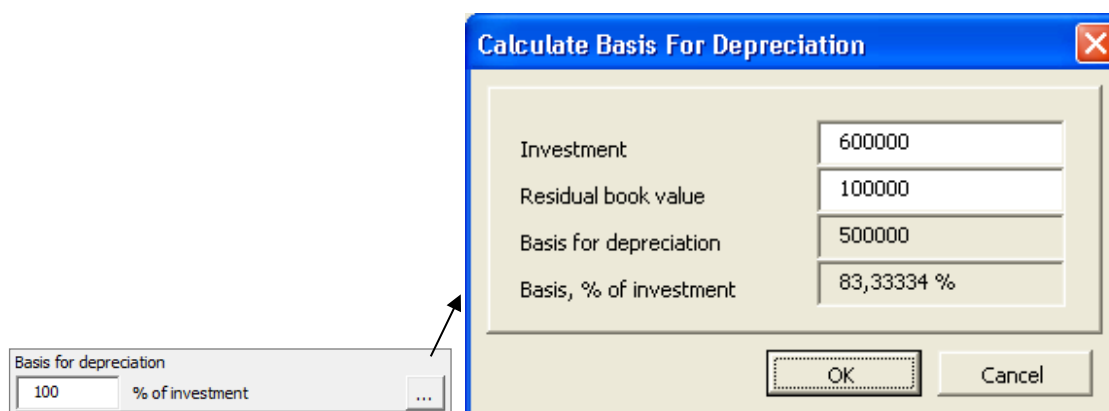 Calculate Basis For Depreciation
Investment 600000
Residual book value 100000
Basis for depreciation 500000
Basis, % of investment 83,33334 %
OK Cancel
Basis for depreciation
100 % of investment ...